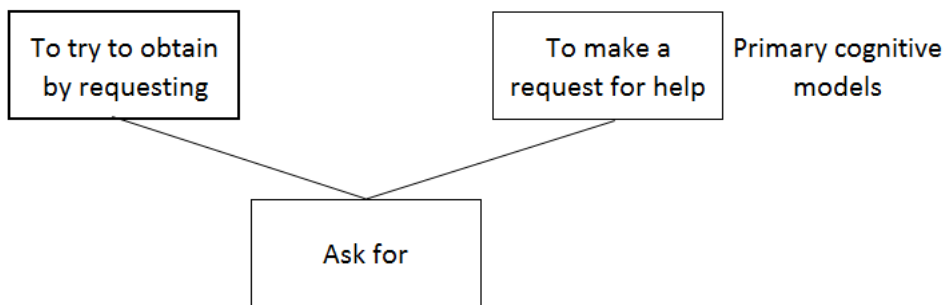 To try to obtain
by requesting
To make a
request for help
Primary cognitive
models
Ask for